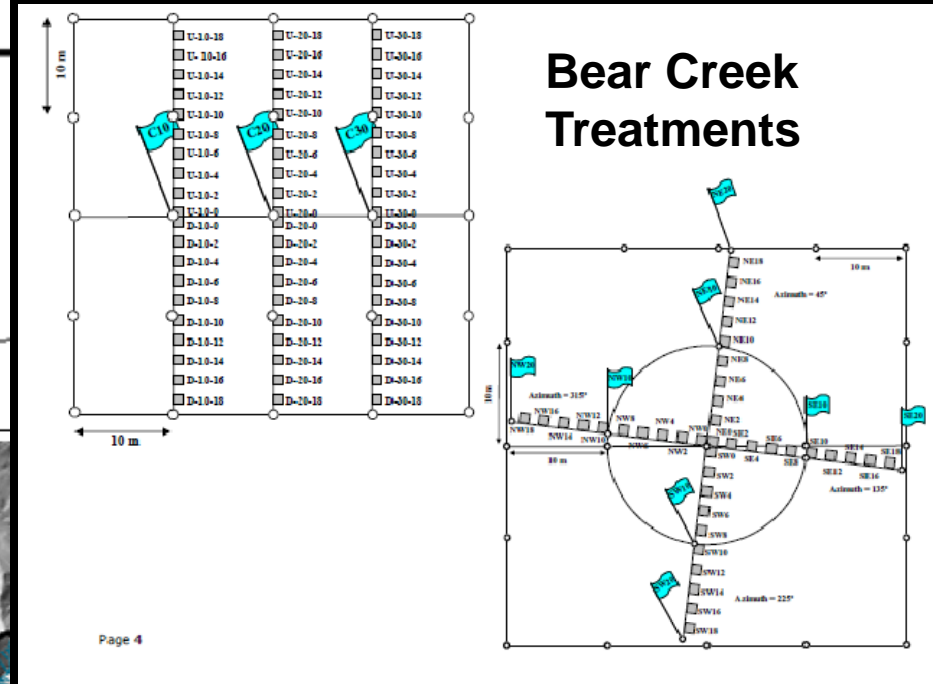 Bear Creek
Treatments
10 m
U-10-18 U-20-18 U-30-18
U-10-16 U-20-16 U-30-16
U-10-14 U-20-14 U-30-14
U-10-12 U-20-12 U-30-12
U-10-10 U-20-10 U-30-10
C10 C20 C30
U-10-8 U-20-8 U-30-8
U-10-6 U-20-6 U-30-6
U-10-4 U-20-4 U-30-4
U-10-2 U-20-2 U-30-2
U-10-0 U-20-0 U-30-0
D-10-0 D-20-0 D-30-0
D-10-2 D-20-2 D-30-2
D-10-4 D-20-4 D-30-4
D-10-6 D-20-6 D-30-6
D-10-8 D-20-8 D-30-8
D-10-10 D-20-10 D-30-10
D-10-12 D-20-12 D-30-12
D-10-14 D-20-14 D-30-14
D-10-16 D-20-16 D-30-16
D-10-18 D-20-18 D-30-18
10 m.
NE20
NE18
10 m
NE16
Azimuth = 45°
NE10
NE14
NE12
NE10
NE8
NW20
NW10
10 m
Azimuth = 315°
NE6
NE6
SE10
SE20
NW16
NW12
NW8
NW4
NE2
NW18
NW14
NW10
NW6
NW2
NE0
SE2
SE6
SE10
SE14
SE18
SW0
SE4
SE8
SE12
SE16
10 m
SW2
Azimuth = 135°
SW10
SW4
SW6
SW8
SW10
SW12
SW14
Azimuth = 225°
SW16
SW18
Page 4